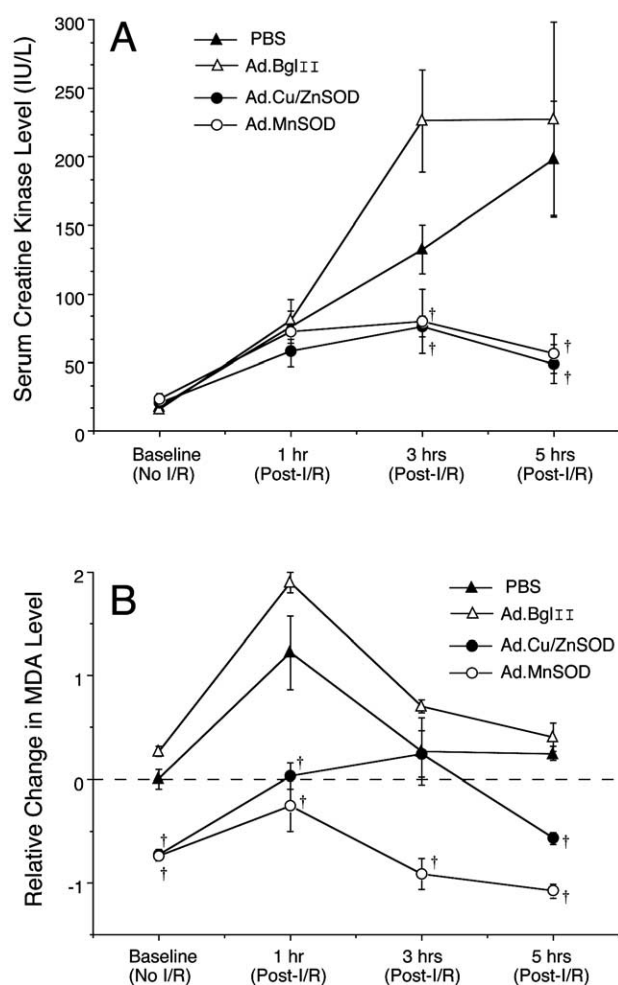 A
PBS
Ad.BglII
Ad.Cu/ZnSOD
Ad.MnSOD
Serum Creatine Kinase Level (IU/L)
300
250
200
150
100
50
0
†
†
†
†
Baseline
(No I/R)
1 hr
(Post-I/R)
3 hrs
(Post-I/R)
5 hrs
(Post-I/R)
B
PBS
Ad.BglII
Ad.Cu/ZnSOD
Ad.MnSOD
Relative Change in MDA Level
2
1
0
-1
†
†
†
†
†
†
†
Baseline
(No I/R)
1 hr
(Post-I/R)
3 hrs
(Post-I/R)
5 hrs
(Post-I/R)